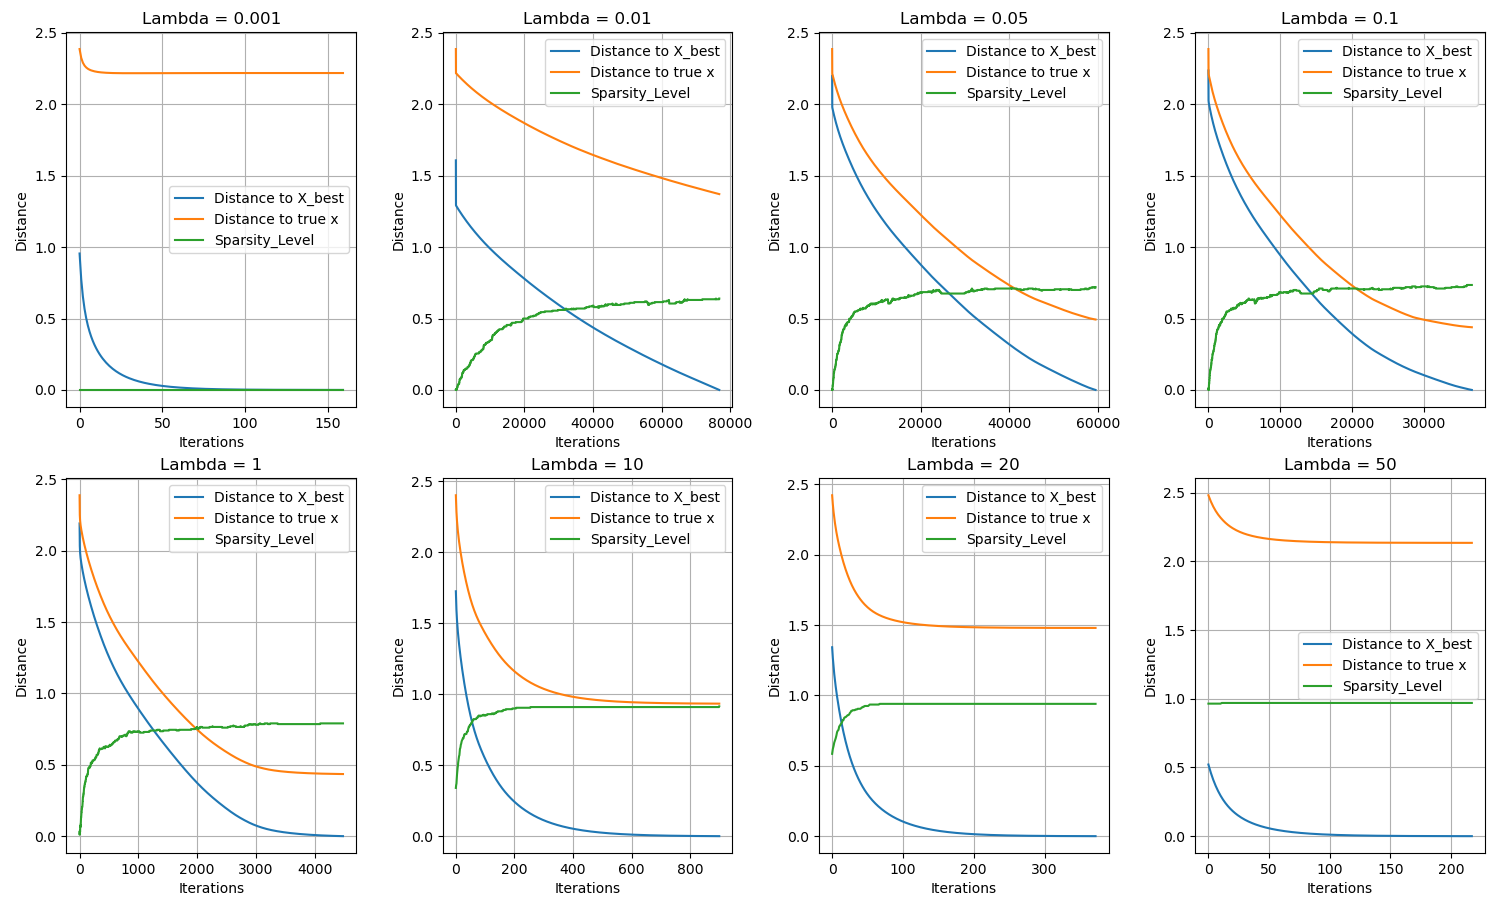 Lambda = 0.001
2.5
2.0
1.5
1.0
0.5
0.0
Distance
Distance to X_best
Distance to true x
Sparsity_Level
0 50 100 150
Iterations
Lambda = 0.01
2.5
2.0
1.5
1.0
0.5
0.0
Distance
Distance to X_best
Distance to true x
Sparsity_Level
0 20000 40000 60000 80000
Iterations
Lambda = 0.05
2.5
2.0
1.5
1.0
0.5
0.0
Distance
Distance to X_best
Distance to true x
Sparsity_Level
0 20000 40000 60000
Iterations
Lambda = 0.1
2.5
2.0
1.5
1.0
0.5
0.0
Distance
Distance to X_best
Distance to true x
Sparsity_Level
0 10000 20000 30000
Iterations
Lambda = 1
2.5
2.0
1.5
1.0
0.5
0.0
Distance
Distance to X_best
Distance to true x
Sparsity_Level
0 1000 2000 3000 4000
Iterations
Lambda = 10
2.5
2.0
1.5
1.0
0.5
0.0
Distance
Distance to X_best
Distance to true x
Sparsity_Level
0 200 400 600 800
Iterations
Lambda = 20
2.5
2.0
1.5
1.0
0.5
0.0
Distance
Distance to X_best
Distance to true x
Sparsity_Level
0 100 200 300
Iterations
Lambda = 50
2.5
2.0
1.5
1.0
0.5
0.0
Distance
Distance to X_best
Distance to true x
Sparsity_Level
0 50 100 150 200
Iterations